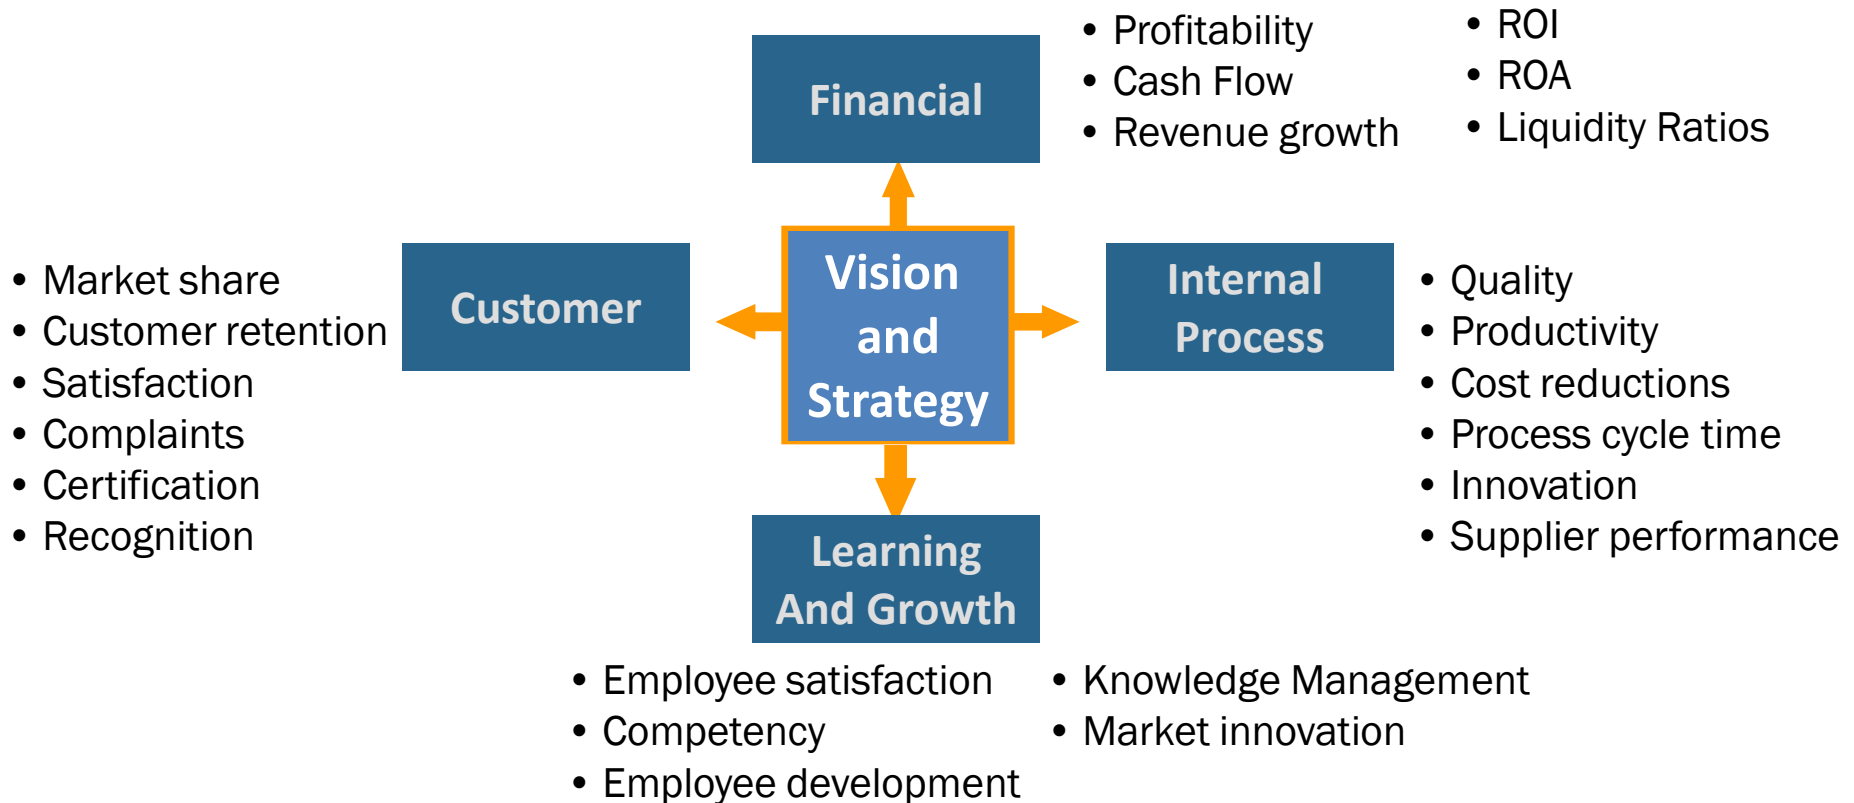 Financial
• Profitability
• Cash Flow
• Revenue growth
• ROI
• ROA
• Liquidity Ratios
Customer
• Market share
• Customer retention
• Satisfaction
• Complaints
• Certification
• Recognition
Vision
and
Strategy
Internal
Process
• Quality
• Productivity
• Cost reductions
• Process cycle time
• Innovation
• Supplier performance
Learning
And Growth
• Employee satisfaction
• Competency
• Employee development
• Knowledge Management
• Market innovation